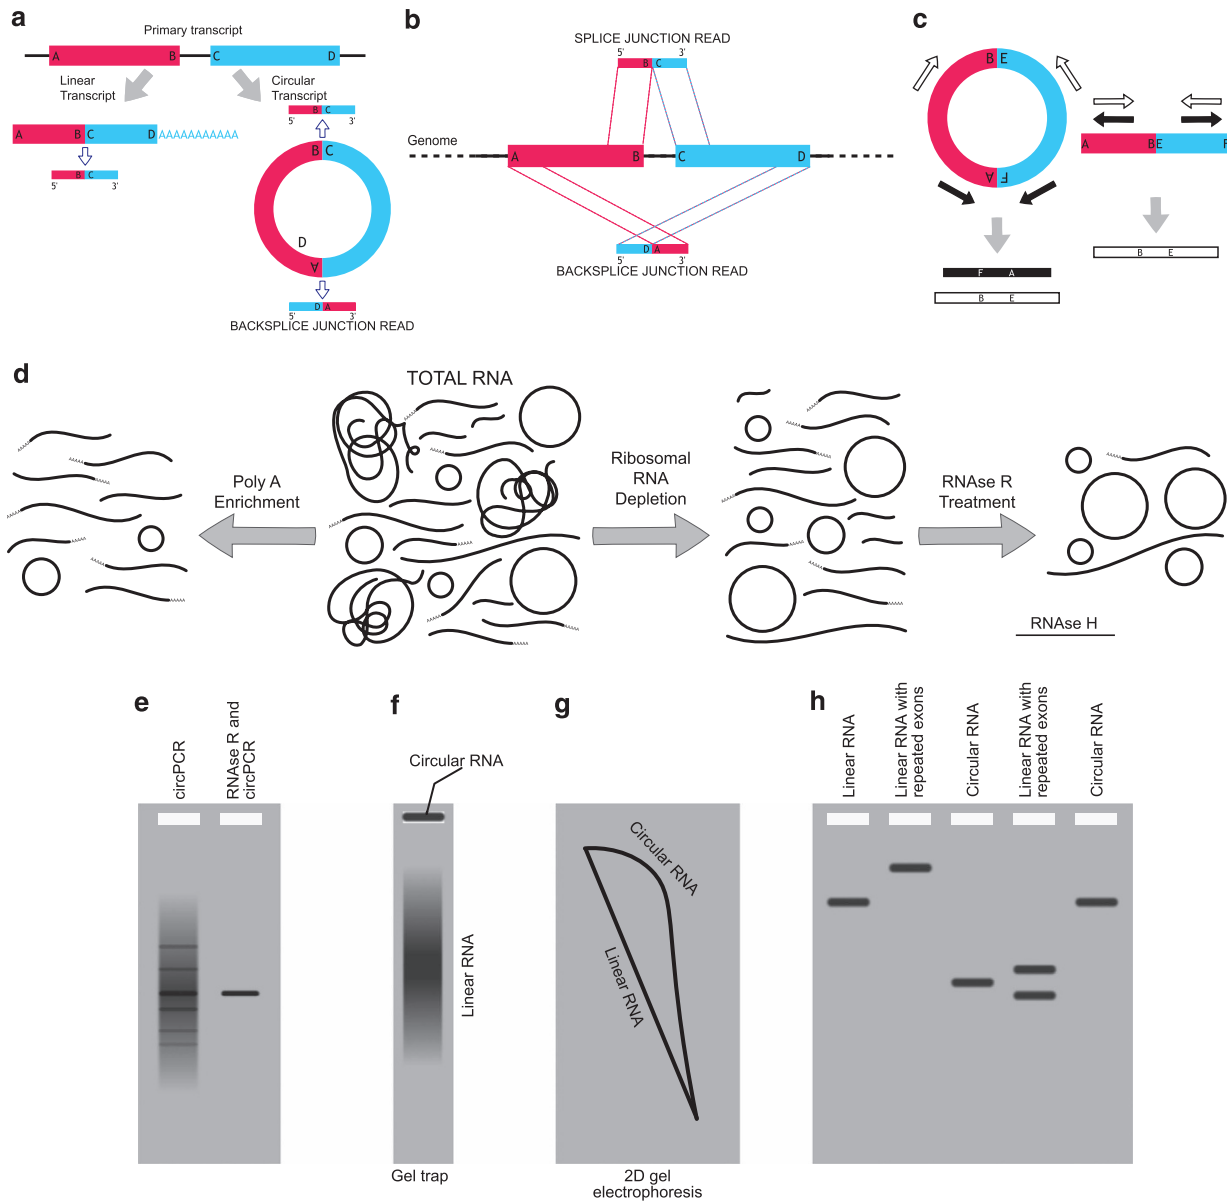 a
Primary transcript
A B C D
Linear
Transcript
Circular
Transcript
A B C D AAAAAAAAAAA
B C
5' 3'
B C
5' 3'
B C
D
A
D A
5' 3'
BACKSPLICE JUNCTION READ
b
SPLICE JUNCTION READ
5' 3'
B C
Genome
A B C D
D A
5' 3'
BACKSPLICE JUNCTION READ
c
B E
A F
A B E F
F A
B E
B E
d
TOTAL RNA
Poly A
Enrichment
Ribosomal
RNA
Depletion
RNAse R
Treatment
AAAAA
RNAse H
e
circPCR
RNAse R and
circPCR
f
Circular RNA
Linear RNA
Gel trap
g
Circular RNA
Linear RNA
2D gel
electrophoresis
h
Linear RNA
Linear RNA with
repeated exons
Circular RNA
Linear RNA with
repeated exons
Circular RNA